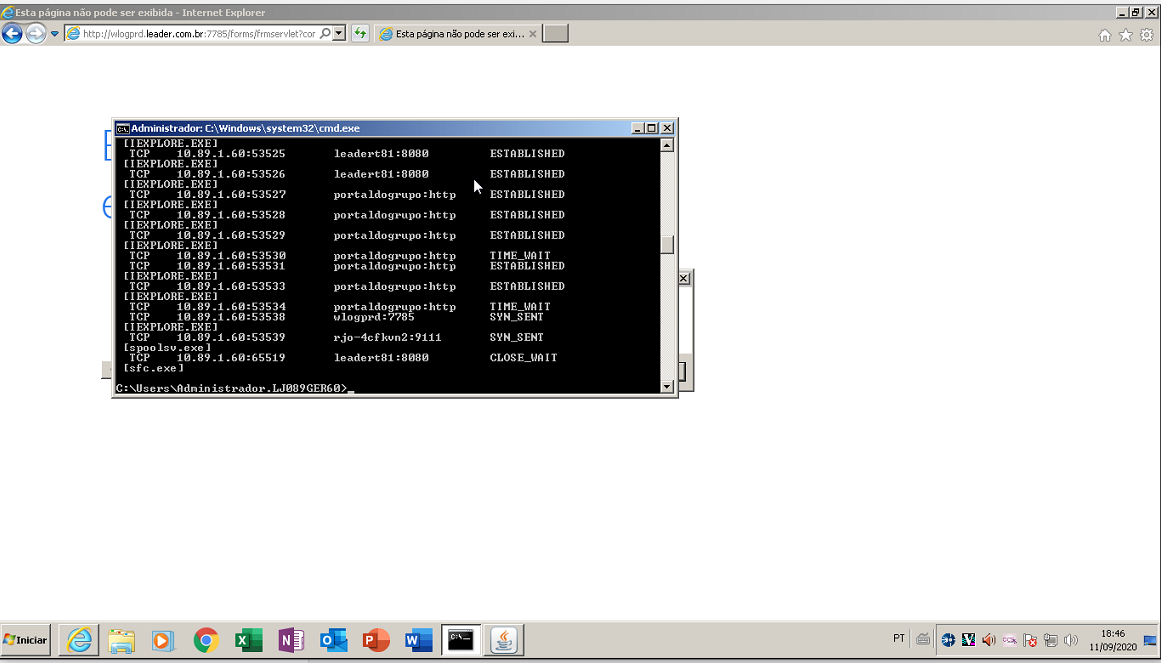 Esta página não pode ser exibida - Internet Explorer
http://wlogprd.leader.com.br:7785/forms/frmservlet?cor
Esta página não pode ser exi...
Administrador: C:\Windows\system32\cmd.exe
[IEXPLORE.EXE]
TCP 10.89.1.60:53525 leadert81:8080 ESTABLISHED
[IEXPLORE.EXE]
TCP 10.89.1.60:53526 leadert81:8080 ESTABLISHED
[IEXPLORE.EXE]
TCP 10.89.1.60:53527 portaldogrupo:http ESTABLISHED
[IEXPLORE.EXE]
TCP 10.89.1.60:53528 portaldogrupo:http ESTABLISHED
[IEXPLORE.EXE]
TCP 10.89.1.60:53529 portaldogrupo:http ESTABLISHED
[IEXPLORE.EXE]
TCP 10.89.1.60:53530 portaldogrupo:http TIME_WAIT
TCP 10.89.1.60:53531 portaldogrupo:http ESTABLISHED
[IEXPLORE.EXE]
TCP 10.89.1.60:53533 portaldogrupo:http ESTABLISHED
[IEXPLORE.EXE]
TCP 10.89.1.60:53534 portaldogrupo:http TIME_WAIT
TCP 10.89.1.60:53538 wlogprd:7785 SYN_SENT
[IEXPLORE.EXE]
TCP 10.89.1.60:53539 rjo-4cfkvn2:9111 SYN_SENT
[spoolsv.exe]
TCP 10.89.1.60:65519 leadert81:8080 CLOSE_WAIT
[sfc.exe]
C:\Users\Administrador.LJ089GER60>_
Iniciar
PT
18:46
11/09/2020